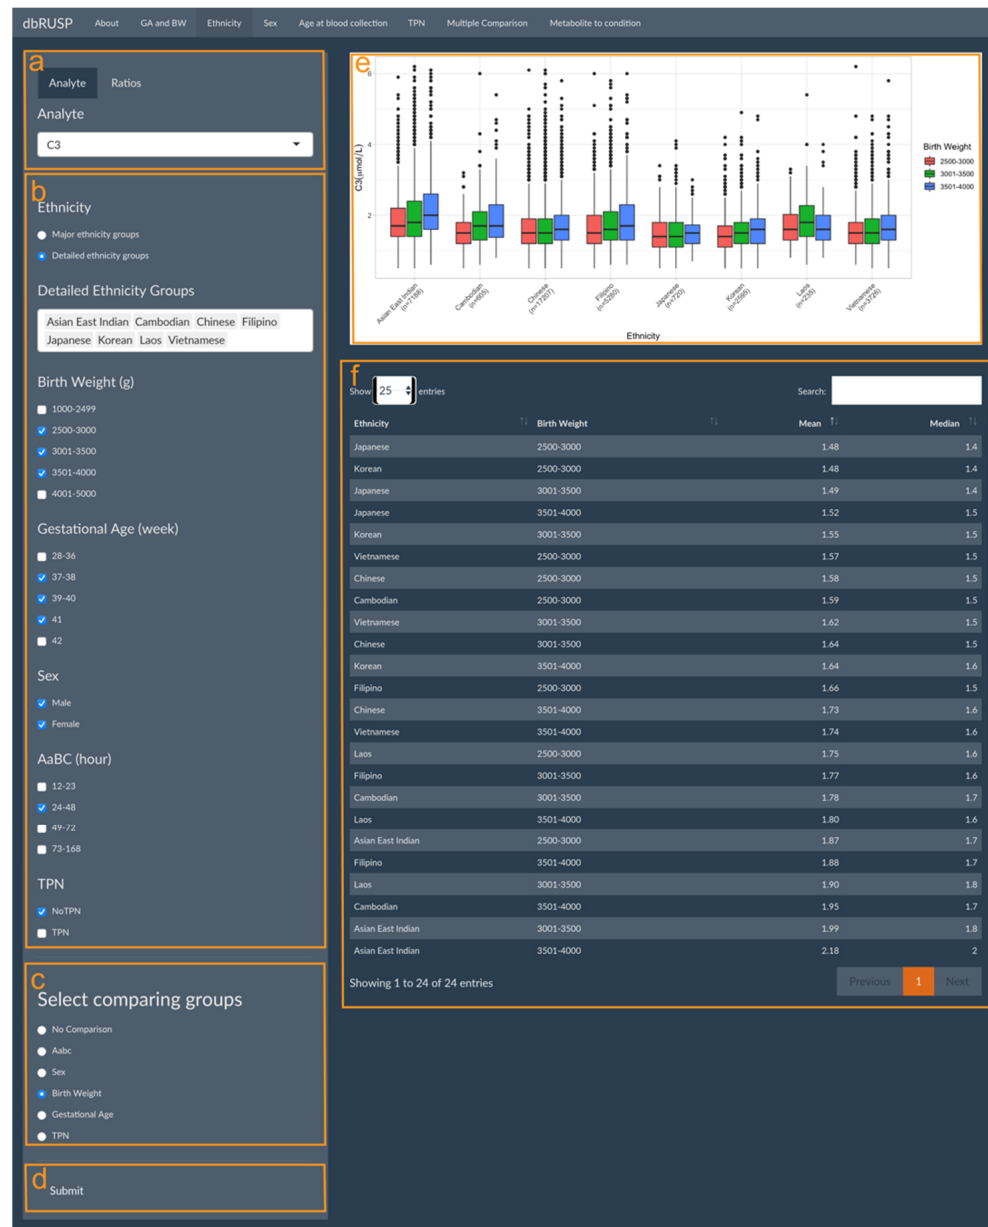 dbRUSP About GA and BW Ethnicity Sex Age at blood collection TPN Multiple Comparison Metabolite to condition
a
Analyte Ratios
Analyte
C3
b
Ethnicity
Major ethnicity groups
Detailed ethnicity groups
Detailed Ethnicity Groups
Asian East Indian Cambodian Chinese Filipino
Japanese Korean Laos Vietnamese
Birth Weight (g)
1000-2499
2500-3000
3001-3500
3501-4000
4001-5000
Gestational Age (week)
28-36
37-38
39-40
41
42
Sex
Male
Female
AaBC (hour)
12-23
24-48
49-72
73-168
TPN
NoTPN
TPN
c
Select comparing groups
No Comparison
Aabc
Sex
Birth Weight
Gestational Age
TPN
d
Submit
e
6
4
2
C3(μmol/L)
Asian East Indian
(n=7188)
Cambodian
(n=605)
Chinese
(n=17207)
Filipino
(n=5280)
Japanese
(n=720)
Korean
(n=2595)
Laos
(n=235)
Vietnamese
(n=3726)
Ethnicity
Birth Weight
2500-3000
3001-3500
3501-4000
f
Show 25 entries Search:
Ethnicity Birth Weight Mean Median
Japanese 2500-3000 1.48 1.4
Korean 2500-3000 1.48 1.4
Japanese 3001-3500 1.49 1.4
Japanese 3501-4000 1.52 1.5
Korean 3001-3500 1.55 1.5
Vietnamese 2500-3000 1.57 1.5
Chinese 2500-3000 1.58 1.5
Cambodian 2500-3000 1.59 1.5
Vietnamese 3001-3500 1.62 1.5
Chinese 3001-3500 1.64 1.5
Korean 3501-4000 1.64 1.6
Filipino 2500-3000 1.66 1.5
Chinese 3501-4000 1.73 1.6
Vietnamese 3501-4000 1.74 1.6
Laos 2500-3000 1.75 1.6
Filipino 3001-3500 1.77 1.6
Cambodian 3001-3500 1.78 1.7
Laos 3501-4000 1.80 1.6
Asian East Indian 2500-3000 1.87 1.7
Filipino 3501-4000 1.88 1.7
Laos 3001-3500 1.90 1.8
Cambodian 3501-4000 1.95 1.7
Asian East Indian 3001-3500 1.99 1.8
Asian East Indian 3501-4000 2.18 2
Showing 1 to 24 of 24 entries Previous 1 Next